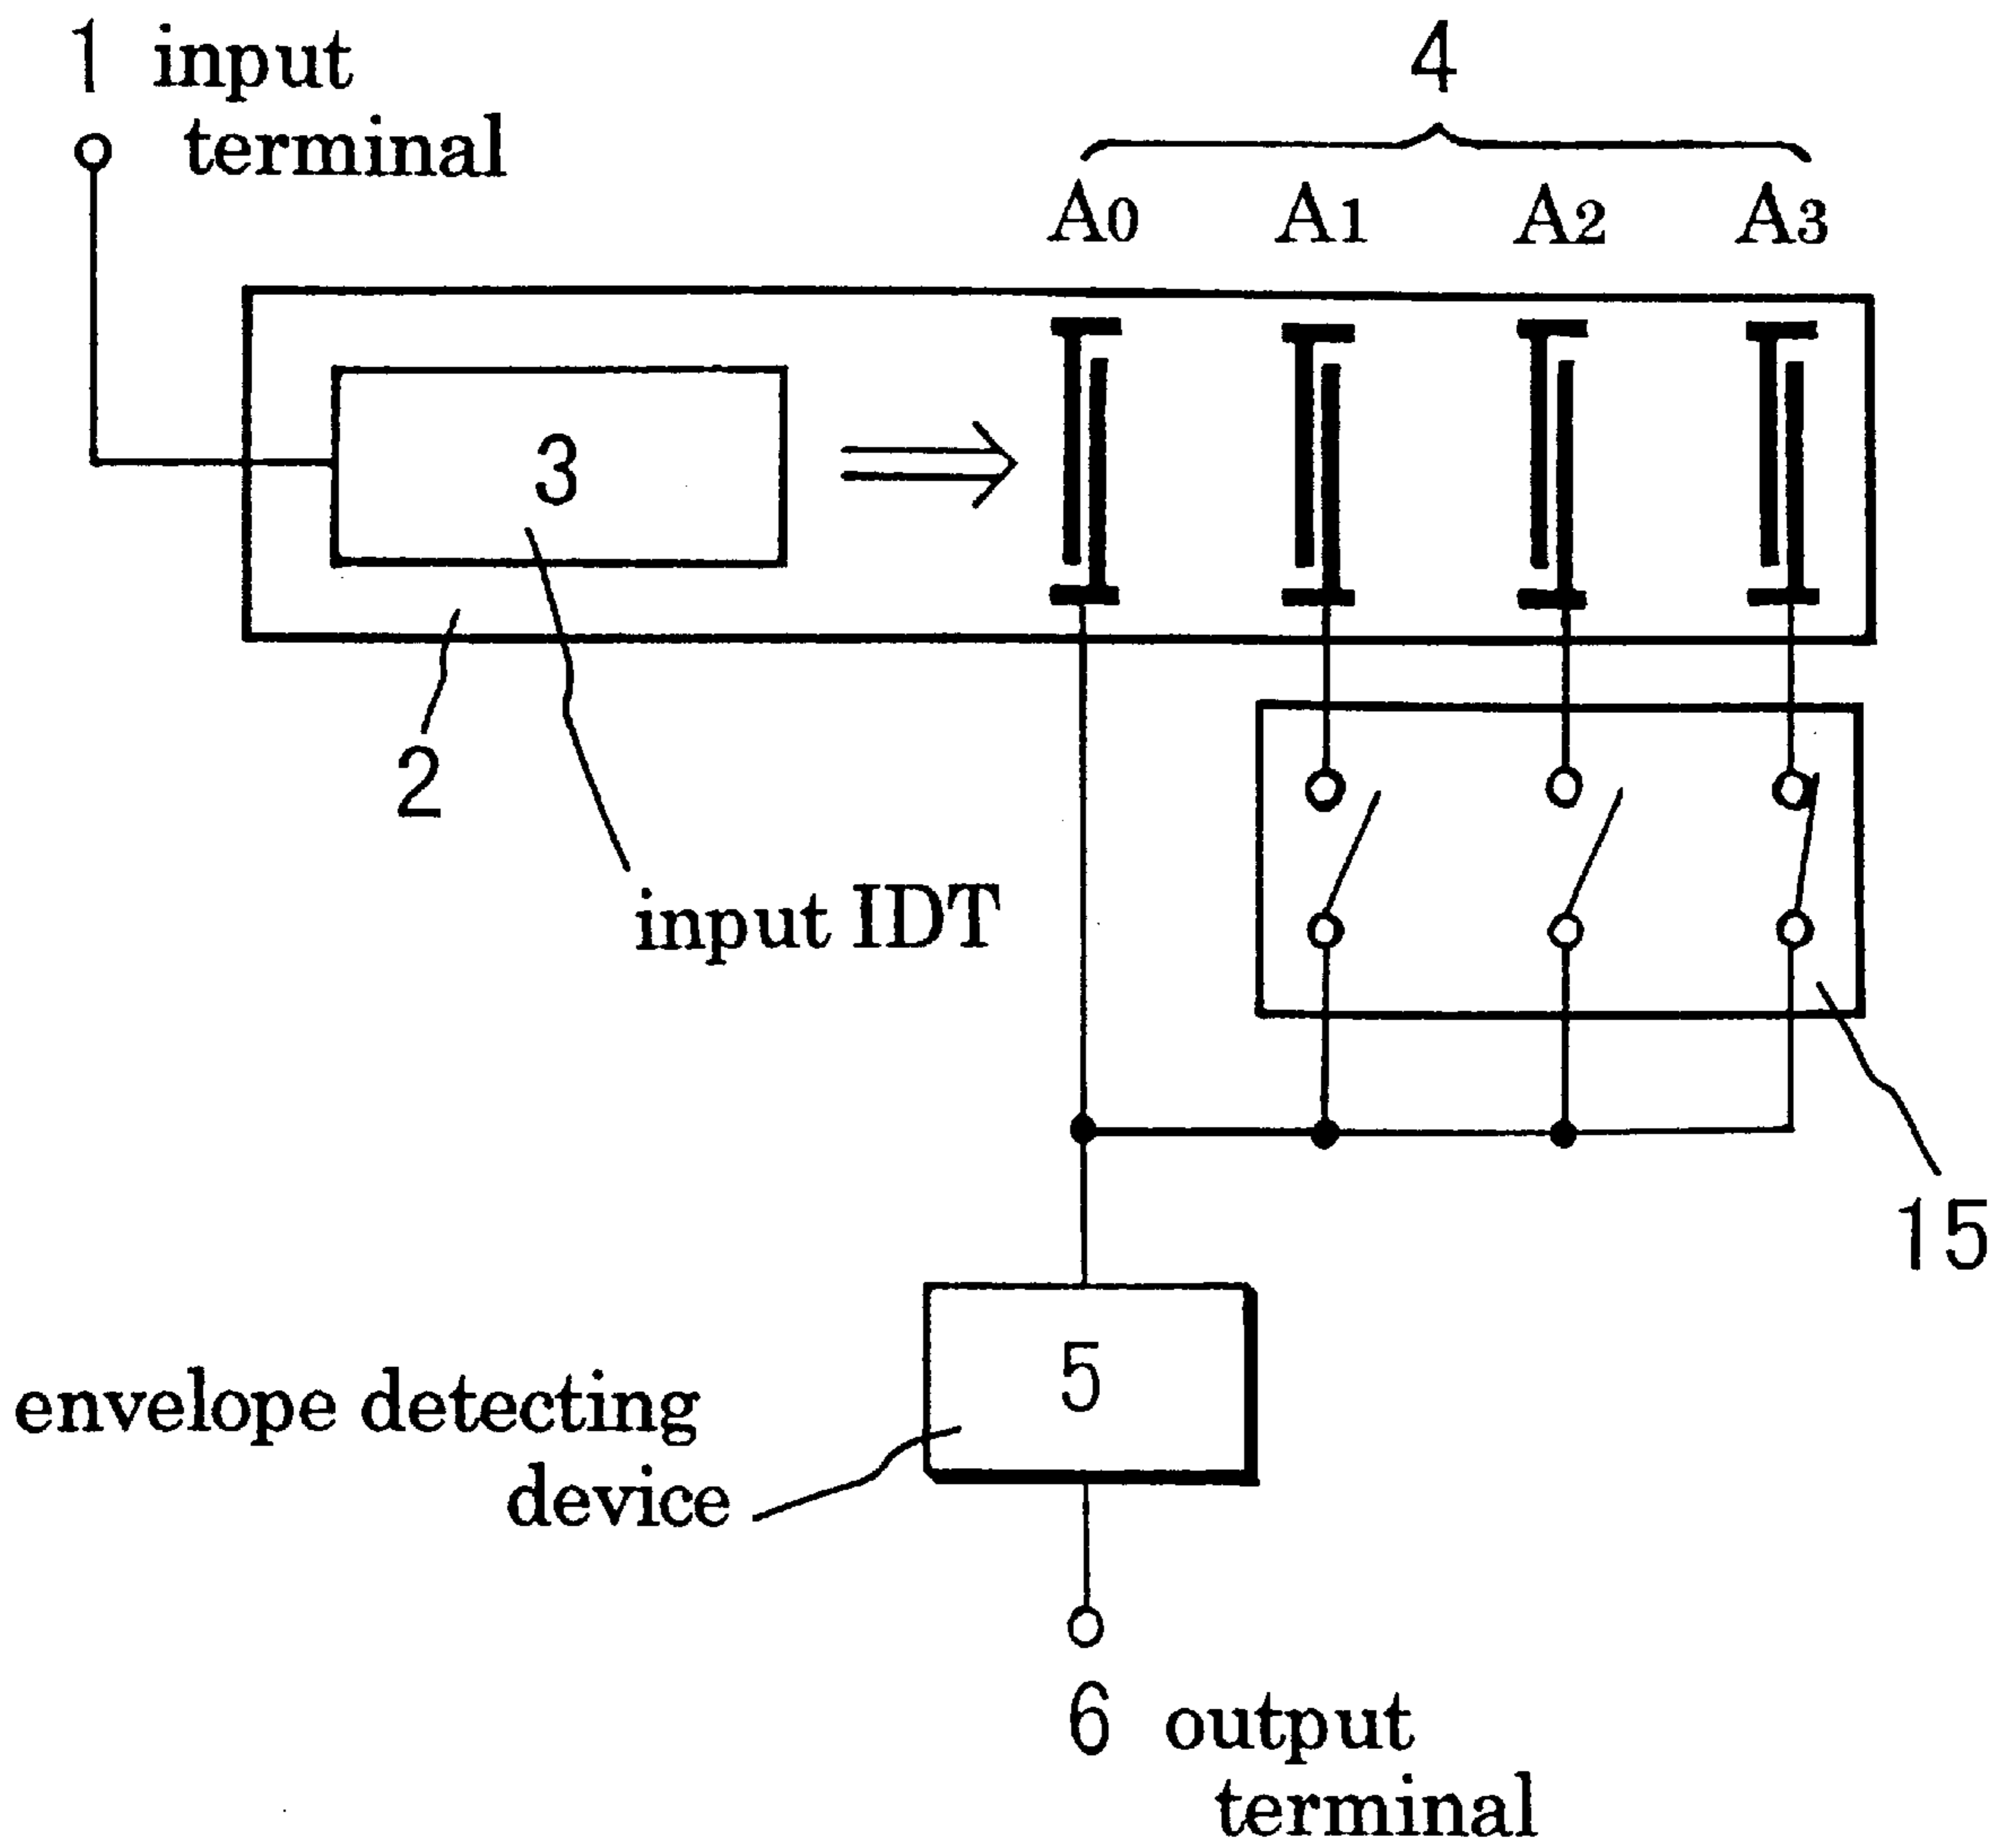 1 input
terminal
4
A0 A1 A2 A3
3
2
input IDT
15
5
envelope detecting
device
6 output
terminal